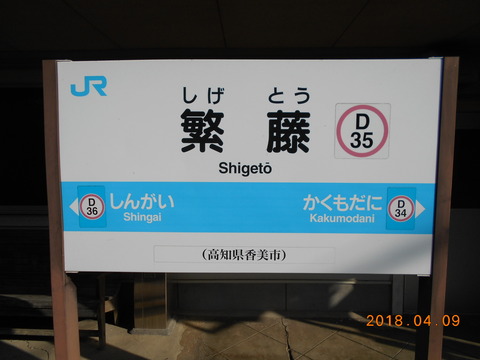 JR
しげ とう
繁藤
D
35
Shigetō
D
36
しんがい
Shingai
かくもだに
Kakumodani
D
34
(高知県香美市)
2018.04.09